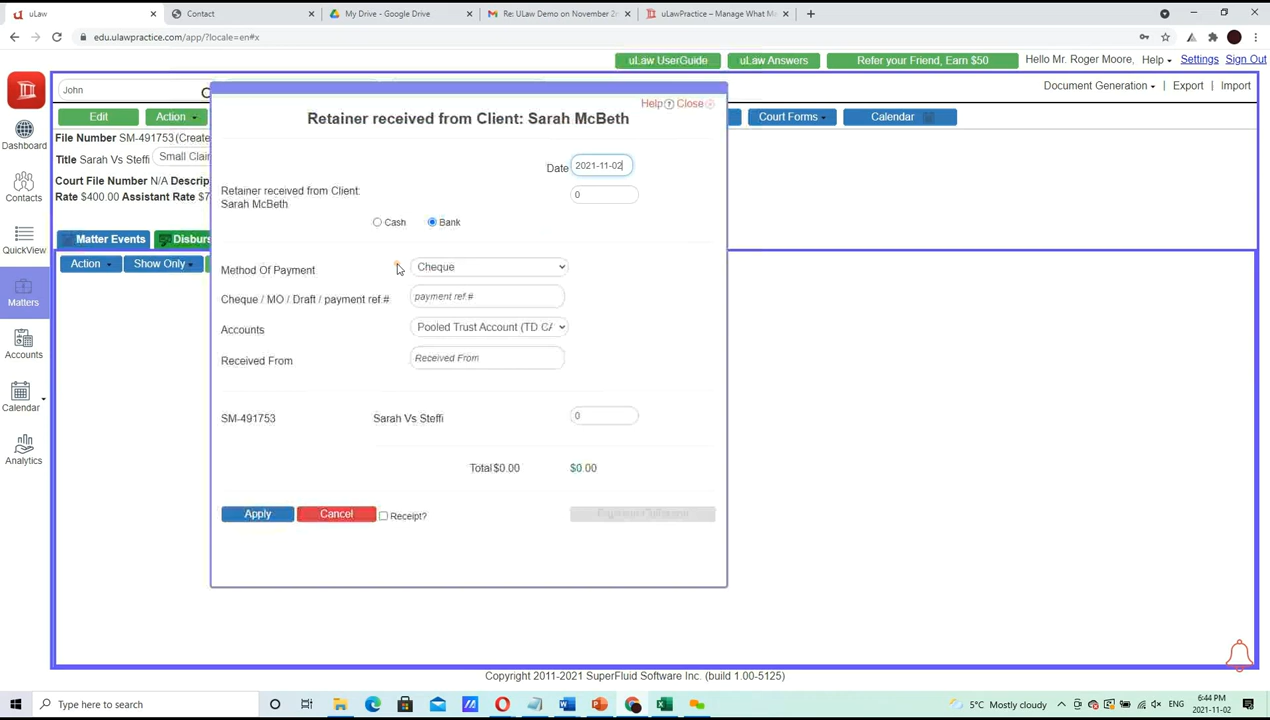 uLaw
Contact
My Drive - Google Drive
Re: ULaw Demo on November 2
uLawPractice – Manage What Ma
edu.ulawpractice.com/app/?locale=en#x
uLaw UserGuide
uLaw Answers
Refer your Friend, Earn $50
Hello Mr. Roger Moore,
Help
Settings
Sign Out
John
Document Generation
Export
Import
Edit
Action
Court Forms
Calendar
File Number SM-491753 (Create
Title Sarah Vs Steffi
Small Clair
Court File Number N/A Descrip
Rate $400.00 Assistant Rate $7
Matter Events
Disburs
Action
Show Only
Dashboard
Contacts
QuickView
Matters
Accounts
Calendar
Analytics
Help
Close
Retainer received from Client: Sarah McBeth
Date
2021-11-02
Retainer received from Client:
Sarah McBeth
0
Cash
Bank
Method Of Payment
Cheque
Cheque / MO / Draft / payment ref.#
payment ref.#
Accounts
Pooled Trust Account (TD CA
Received From
Received From
SM-491753
Sarah Vs Steffi
0
Total $0.00
$0.00
Apply
Cancel
Receipt?
Copyright 2011-2021 SuperFluid Software Inc. (build 1.00-5125)
Type here to search
5°C Mostly cloudy
ENG
6:44 PM
2021-11-02